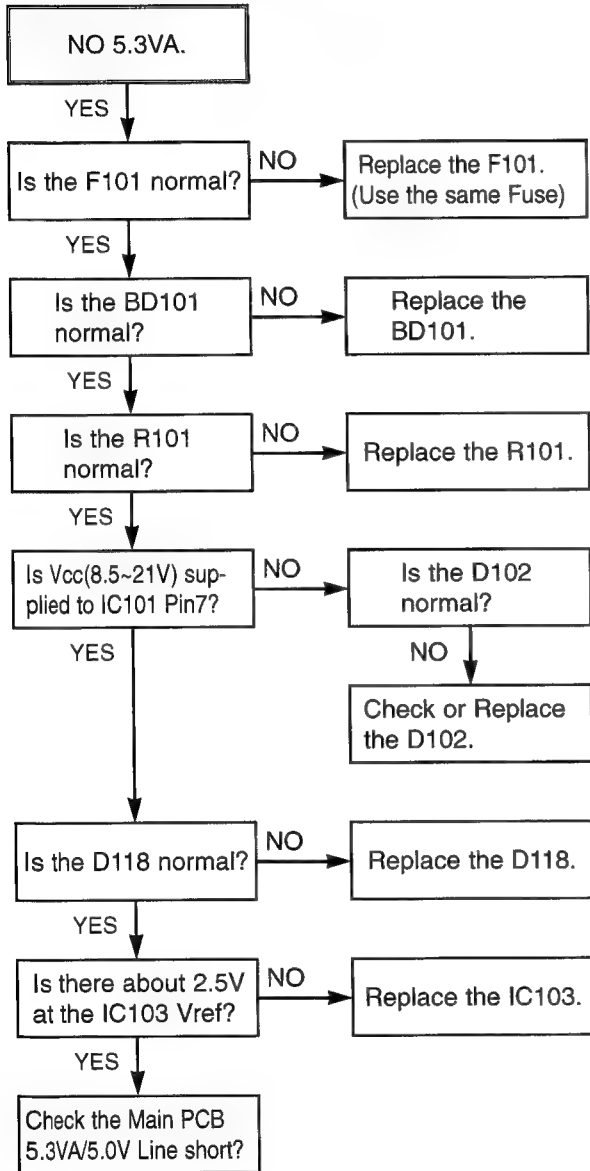 NO 5.3VA.
YES
Is the F101 normal?
NO
Replace the F101.
(Use the same Fuse)
YES
Is the BD101
normal?
NO
Replace the
BD101.
YES
Is the R101
normal?
NO
Replace the R101.
YES
Is Vcc(8.5~21V) sup-
plied to IC101 Pin7?
NO
Is the D102
normal?
NO
Check or Replace
the D102.
YES
Is the D118 normal?
NO
Replace the D118.
YES
Is there about 2.5V
at the IC103 Vref?
NO
Replace the IC103.
YES
Check the Main PCB
5.3VA/5.0V Line short?